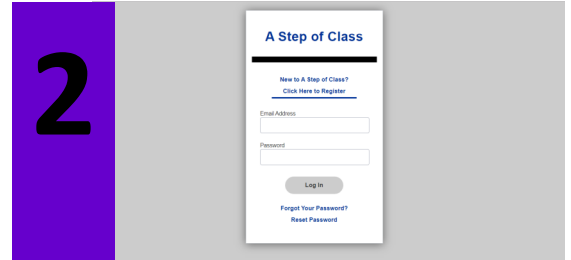 2
A Step of Class
New to A Step of Class?
Click Here to Register
Email Address
Password
Log In
Forgot Your Password?
Reset Password